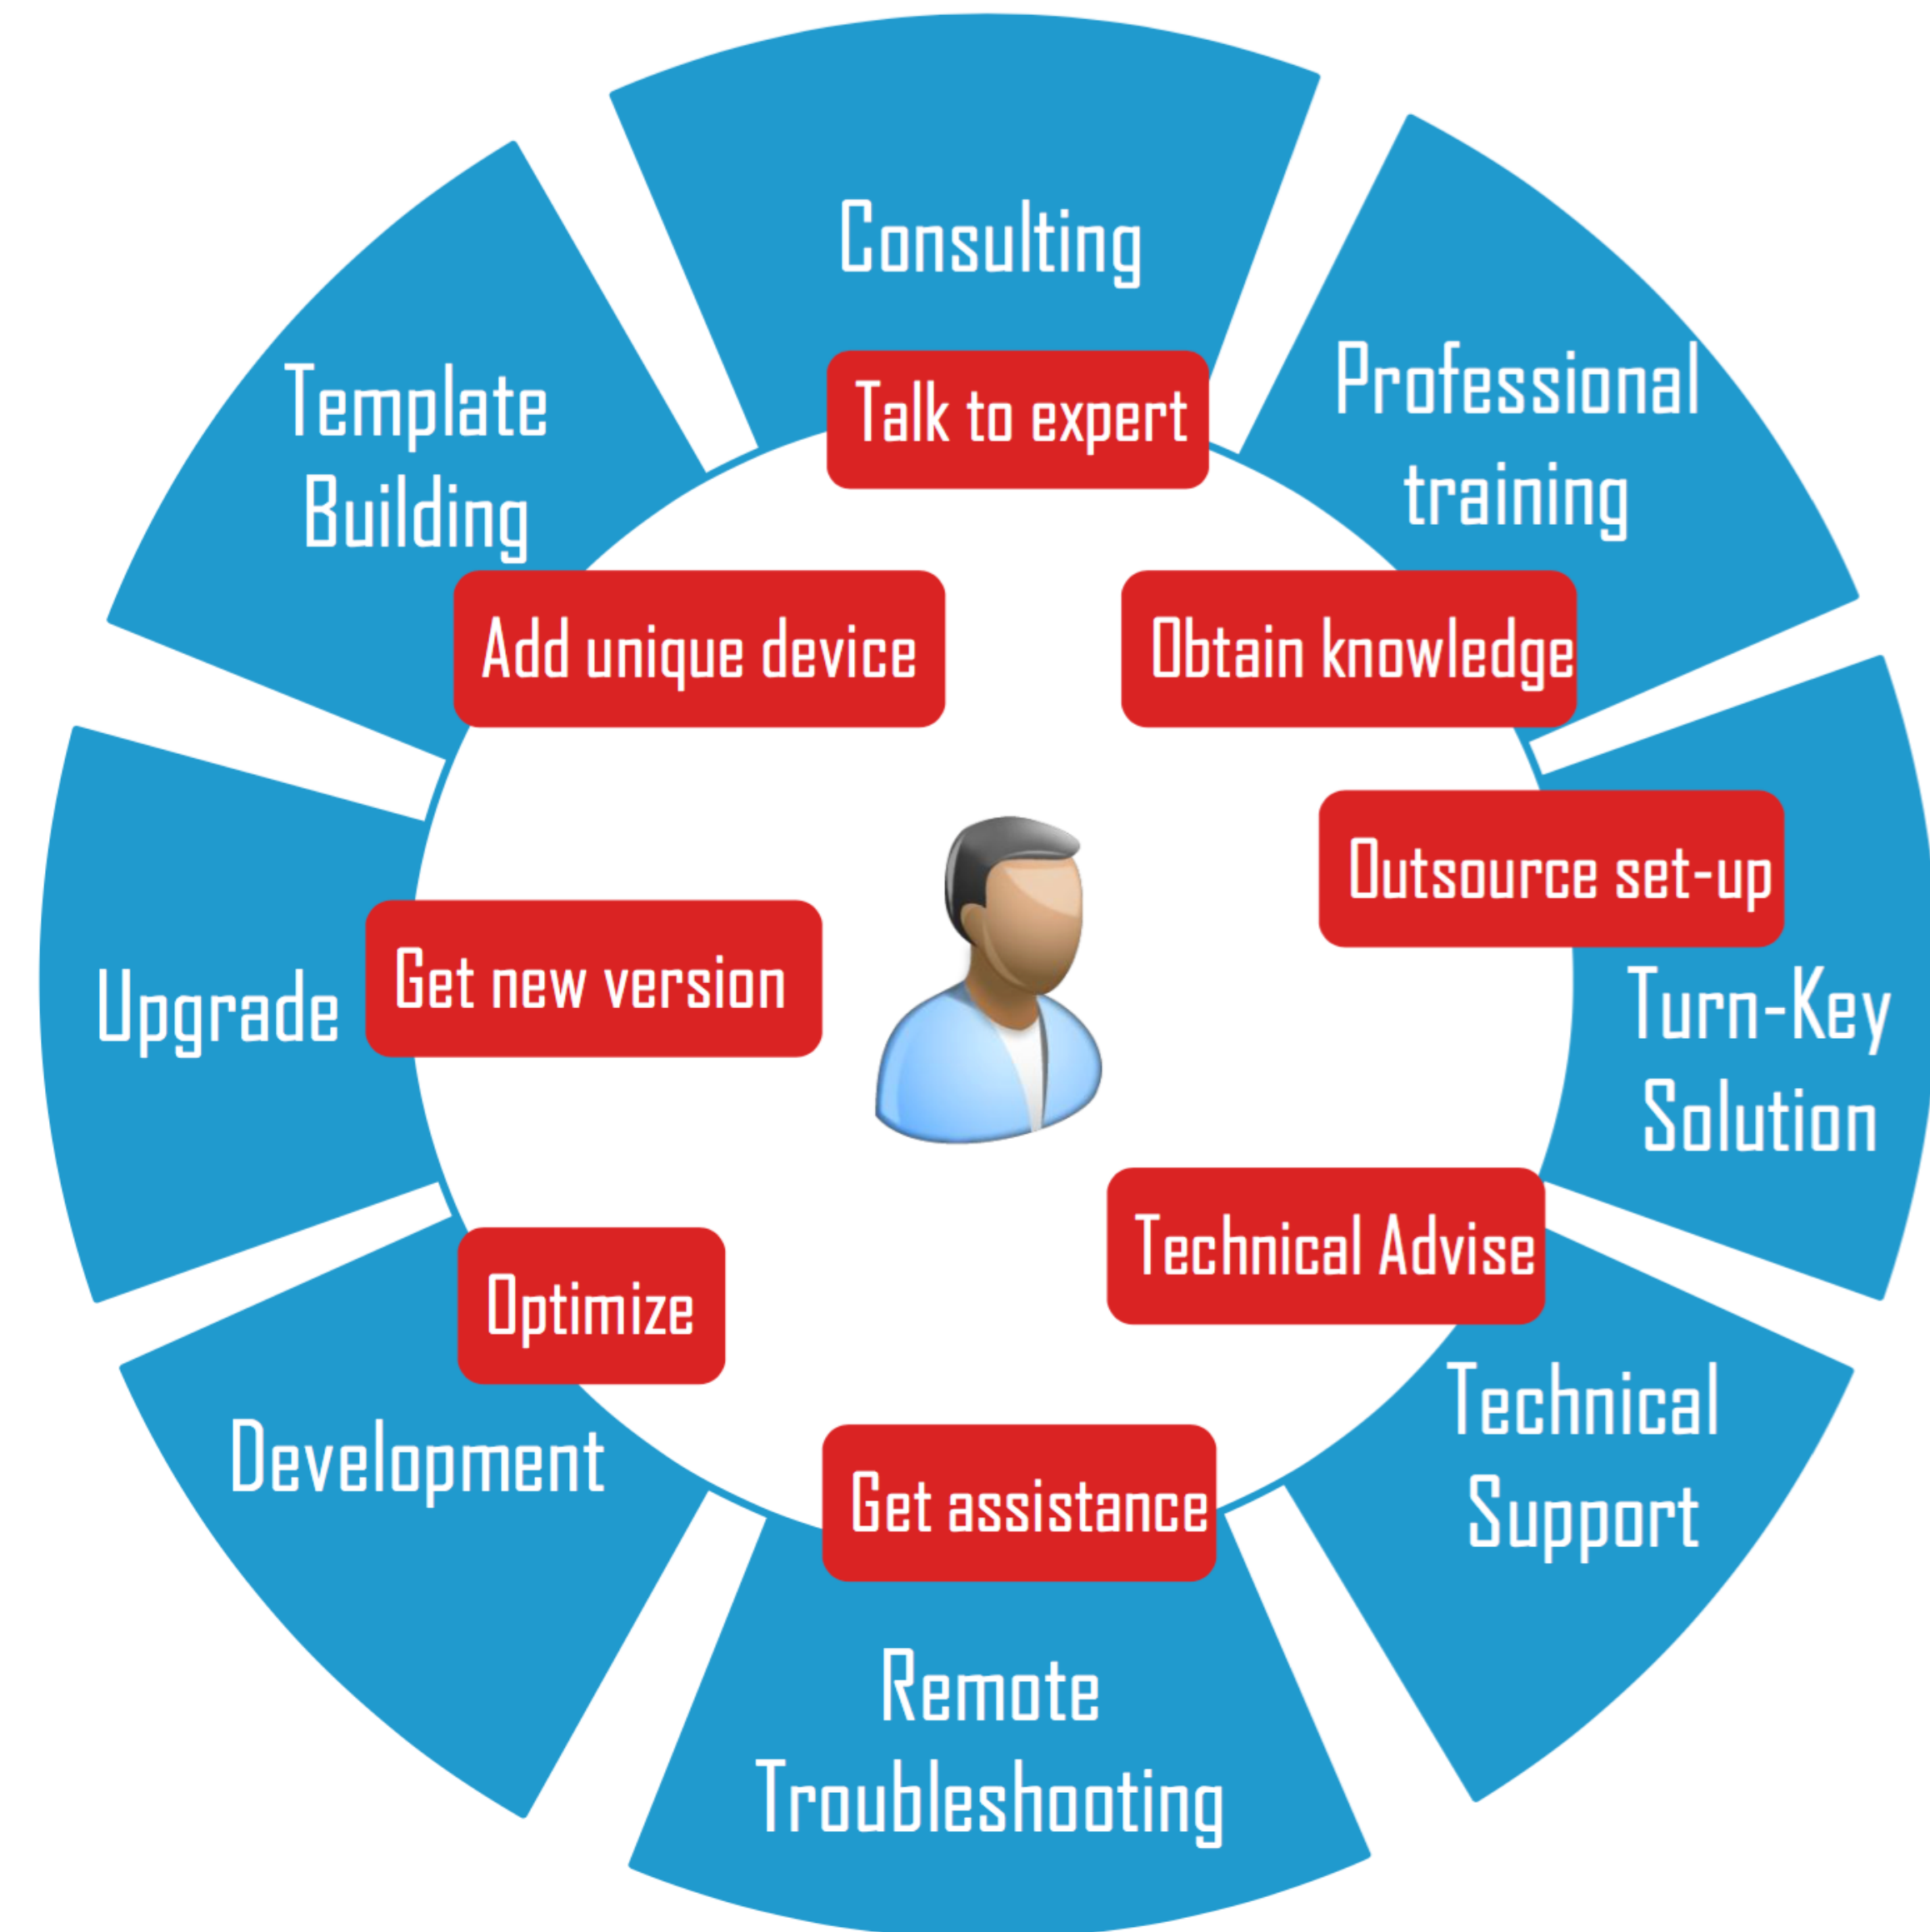 Consulting
Talk to expert
Professional
training
Obtain knowledge
Outsource set-up
Turn-Key
Solution
Technical Advise
Technical
Support
Get assistance
Remote
Troubleshooting
Optimize
Development
Get new version
Upgrade
Template
Building
Add unique device